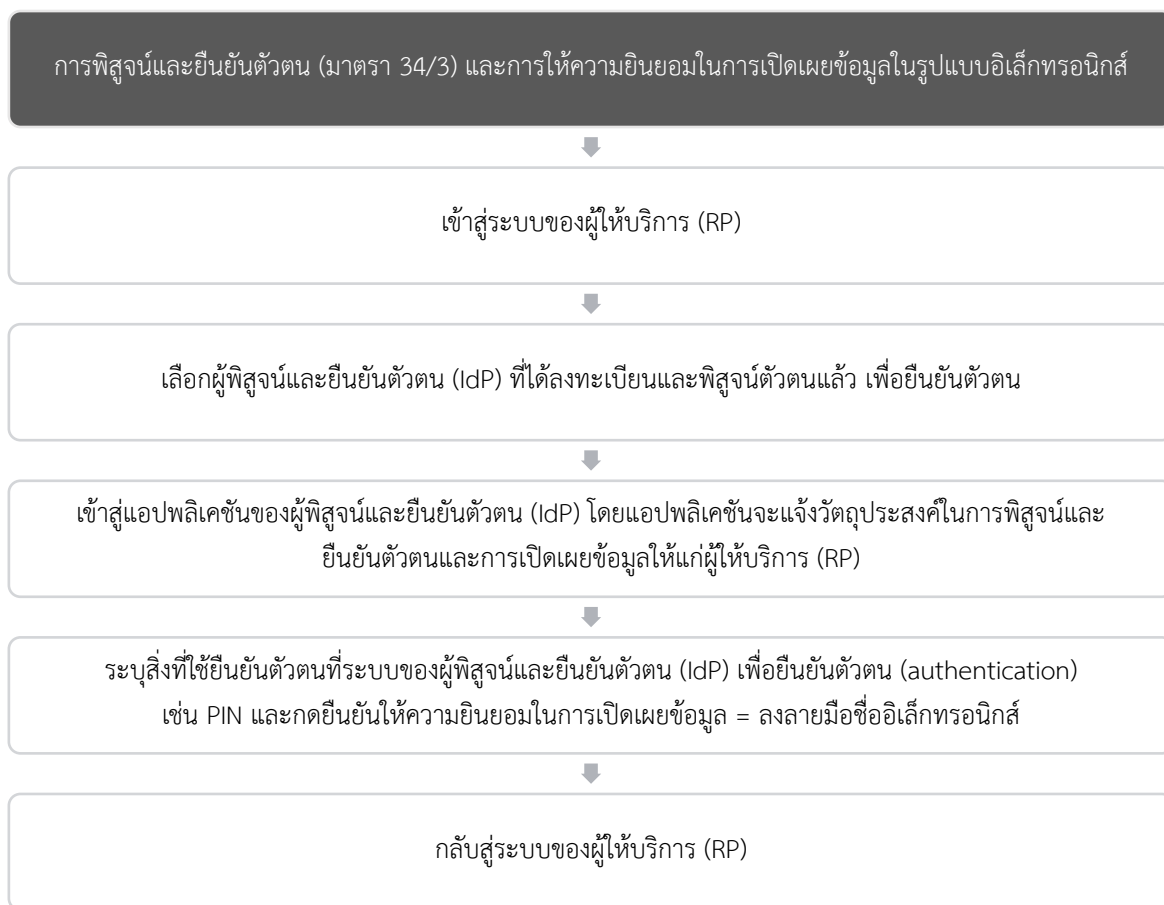 การพิสูจน์และยืนยันตัวตน (มาตรา 34/3) และการให้ความยินยอมในการเปิดเผยข้อมูลในรูปแบบอิเล็กทรอนิกส์
เข้าสู่ระบบของผู้ให้บริการ (RP)
เลือกผู้พิสูจน์และยืนยันตัวตน (IdP) ที่ได้ลงทะเบียนและพิสูจน์ตัวตนแล้ว เพื่อยืนยันตัวตน
เข้าสู่แอปพลิเคชันของผู้พิสูจน์และยืนยันตัวตน (IdP) โดยแอปพลิเคชันจะแจ้งวัตถุประสงค์ในการพิสูจน์และ
ยืนยันตัวตนและการเปิดเผยข้อมูลให้แก่ผู้ให้บริการ (RP)
ระบุสิ่งที่ใช้ยืนยันตัวตนที่ระบบของผู้พิสูจน์และยืนยันตัวตน (IdP) เพื่อยืนยันตัวตน (authentication)
เช่น PIN และกดยืนยันให้ความยินยอมในการเปิดเผยข้อมูล = ลงลายมือชื่ออิเล็กทรอนิกส์
กลับสู่ระบบของผู้ให้บริการ (RP)